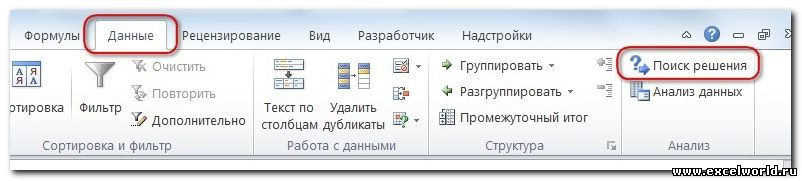 Формулы Данные Рецензирование Вид Разработчик Надстройки
Сортировка Фильтр Очистить
Повторить
Дополнительно
Сортировка и фильтр
Текст по столбцам
Удалить дубликаты
Работа с данными
Группировать
Разгруппировать
Промежуточный итог
Структура
Поиск решения
Анализ данных
Анализ
www.excelworld.ru